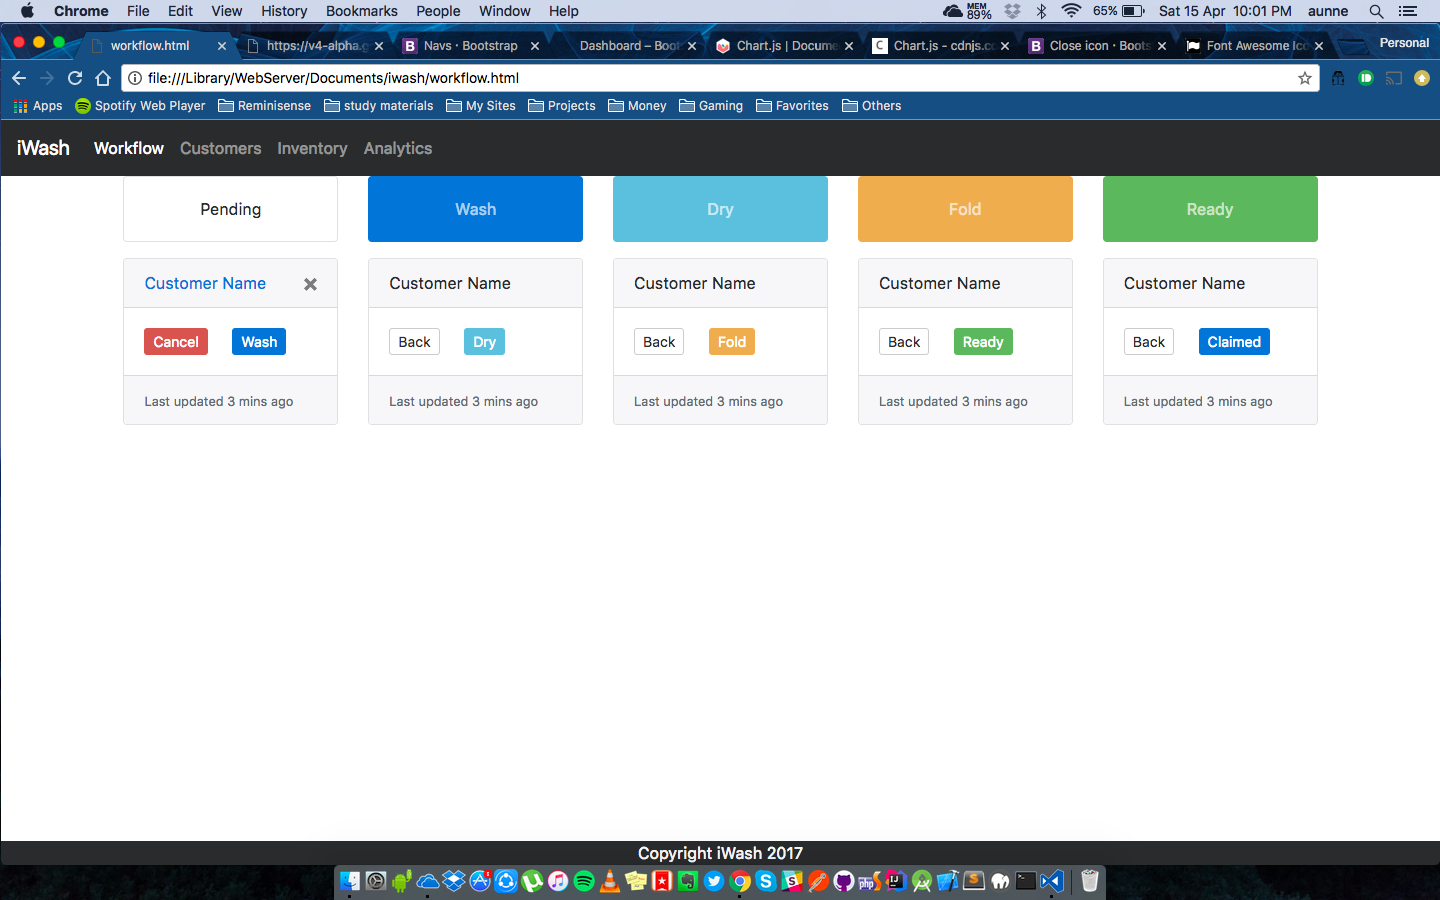 Chrome File Edit View History Bookmarks People Window Help MEM 89% 65% Sat 15 Apr 10:01 PM aunne
workflow.html https://v4-alpha.g Navs · Bootstrap Dashboard – Boot Chart.js | Docume Chart.js - cdnjs.c Close icon · Boots Font Awesome Ico Personal
file:///Library/WebServer/Documents/iwash/workflow.html
Apps Spotify Web Player Reminisense study materials My Sites Projects Money Gaming Favorites Others
iWash Workflow Customers Inventory Analytics
Pending Wash Dry Fold Ready
Customer Name Customer Name Customer Name Customer Name Customer Name
Cancel Wash Back Dry Back Fold Back Ready Back Claimed
Last updated 3 mins ago Last updated 3 mins ago Last updated 3 mins ago Last updated 3 mins ago Last updated 3 mins ago
Copyright iWash 2017